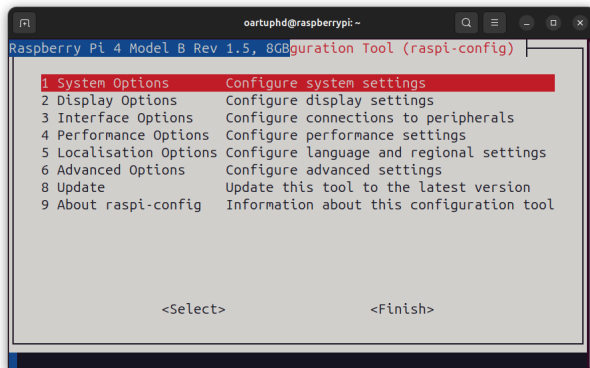 oartuphd@raspberrypi: ~
Raspberry Pi 4 Model B Rev 1.5, 8GBguration Tool (raspi-config)
1 System Options Configure system settings
2 Display Options Configure display settings
3 Interface Options Configure connections to peripherals
4 Performance Options Configure performance settings
5 Localisation Options Configure language and regional settings
6 Advanced Options Configure advanced settings
8 Update Update this tool to the latest version
9 About raspi-config Information about this configuration tool
<Select> <Finish>